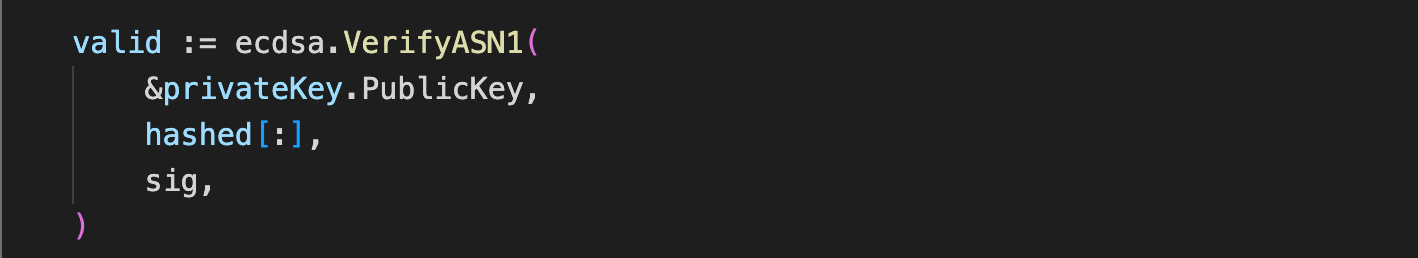 valid := ecdsa.VerifyASN1(
    &privateKey.PublicKey,
    hashed[:],
    sig,
)